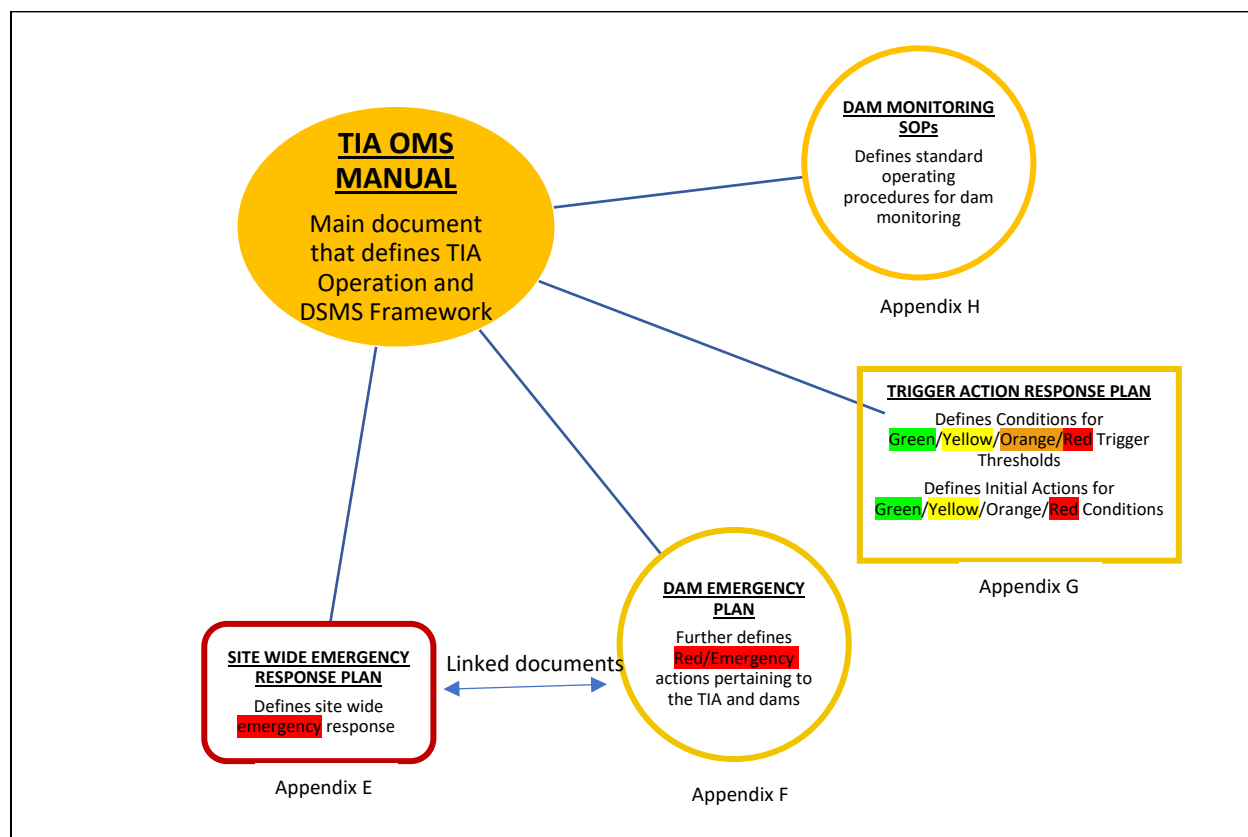 TIA OMS
MANUAL
Main document
that defines TIA
Operation and
DSMS Framework
DAM MONITORING
SOPs
Defines standard
operating
procedures for dam
monitoring
Appendix H
TRIGGER ACTION RESPONSE PLAN
Defines Conditions for
Green/Yellow/Orange/Red Trigger
Thresholds
Defines Initial Actions for
Green/Yellow/Orange/Red Conditions
Appendix G
DAM EMERGENCY
PLAN
Further defines
Red/Emergency
actions pertaining to
the TIA and dams
Appendix F
Linked documents
SITE WIDE EMERGENCY
RESPONSE PLAN
Defines site wide
emergency response
Appendix E